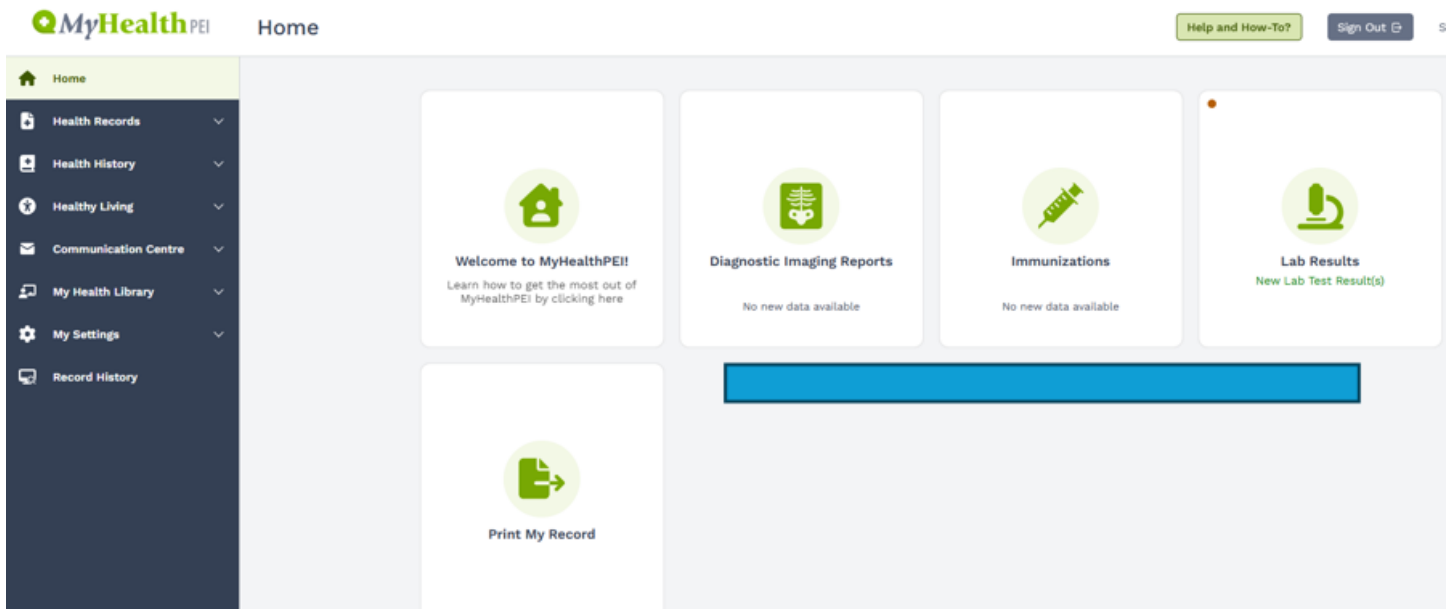 MyHealth PEI
Home
Help and How-To?
Sign Out
S
Home
Health Records
Health History
Healthy Living
Communication Centre
My Health Library
My Settings
Record History
Welcome to MyHealthPEI!
Learn how to get the most out of
MyHealthPEI by clicking here
Diagnostic Imaging Reports
No new data available
Immunizations
No new data available
Lab Results
New Lab Test Result(s)
Print My Record